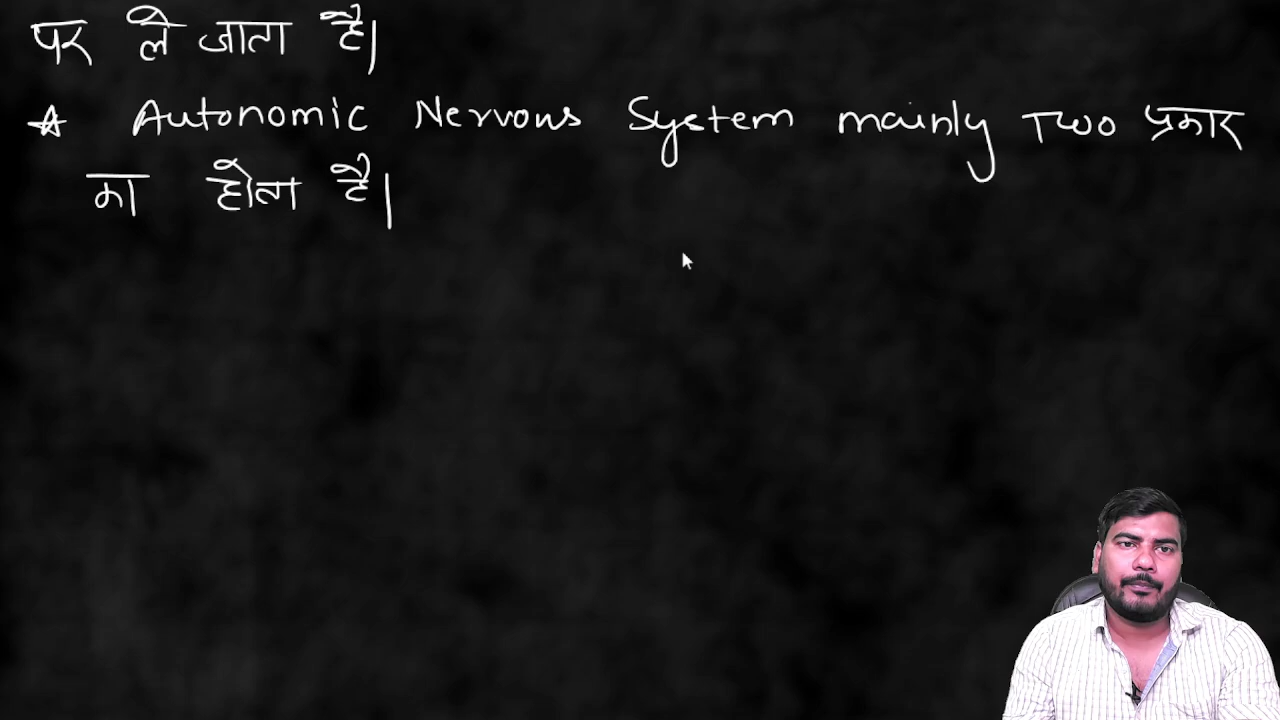 पर ले जाता है।
☆ Autonomic Nervous System mainly Two प्रकार
का होता है।